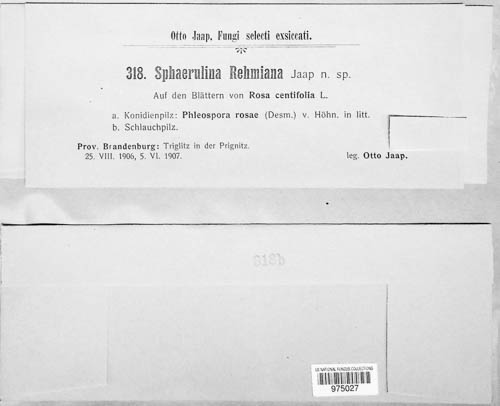 Otto Jaap, Fungi selecti exsiccati.
318. Sphaerulina Rehmiana Jaap n. sp.
Auf den Blättern von Rosa centifolia L.
a. Konidienpilz: Phleospora rosae (Desm.) v. Höhn. in litt.
b. Schlauchpilz.
Prov. Brandenburg: Triglitz in der Prignitz.
25. VIII. 1906, 5. VI. 1907.
leg. Otto Jaap.
318b
US NATIONAL FUNGUS COLLECTIONS
975027